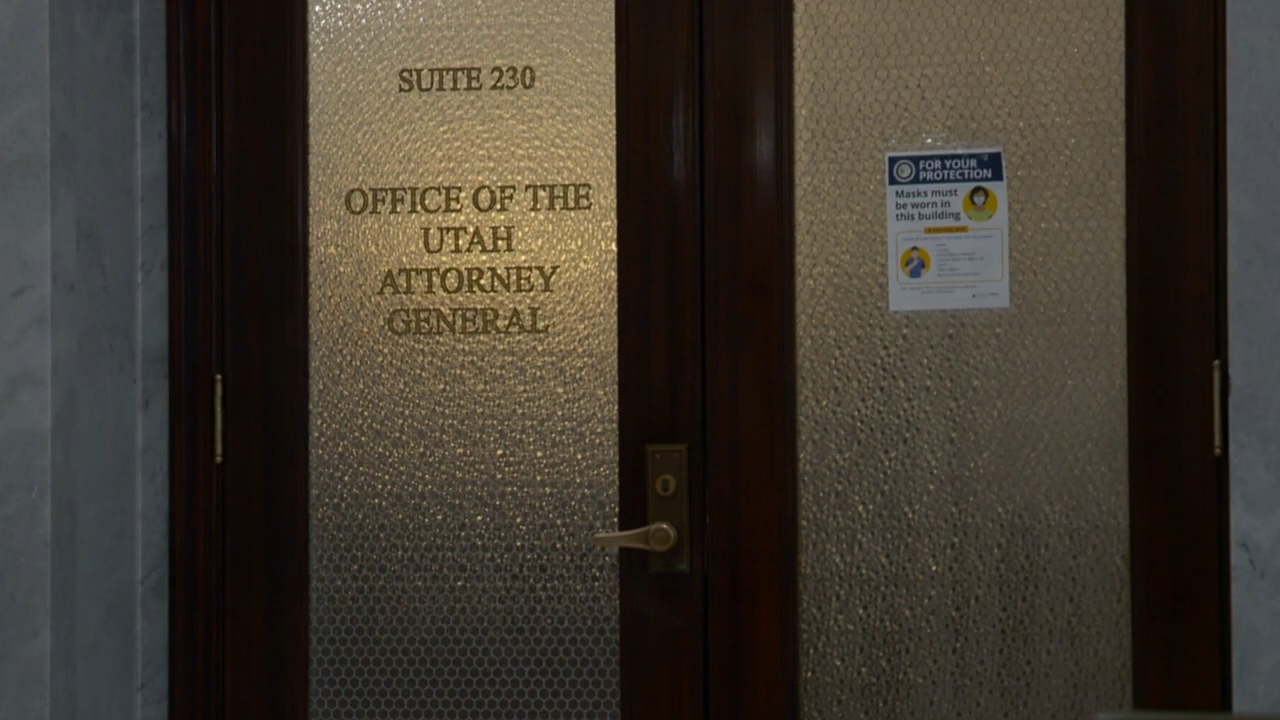 SUITE 230
OFFICE OF THE
UTAH
ATTORNEY
GENERAL
FOR YOUR
PROTECTION
Masks must
be worn in
this building